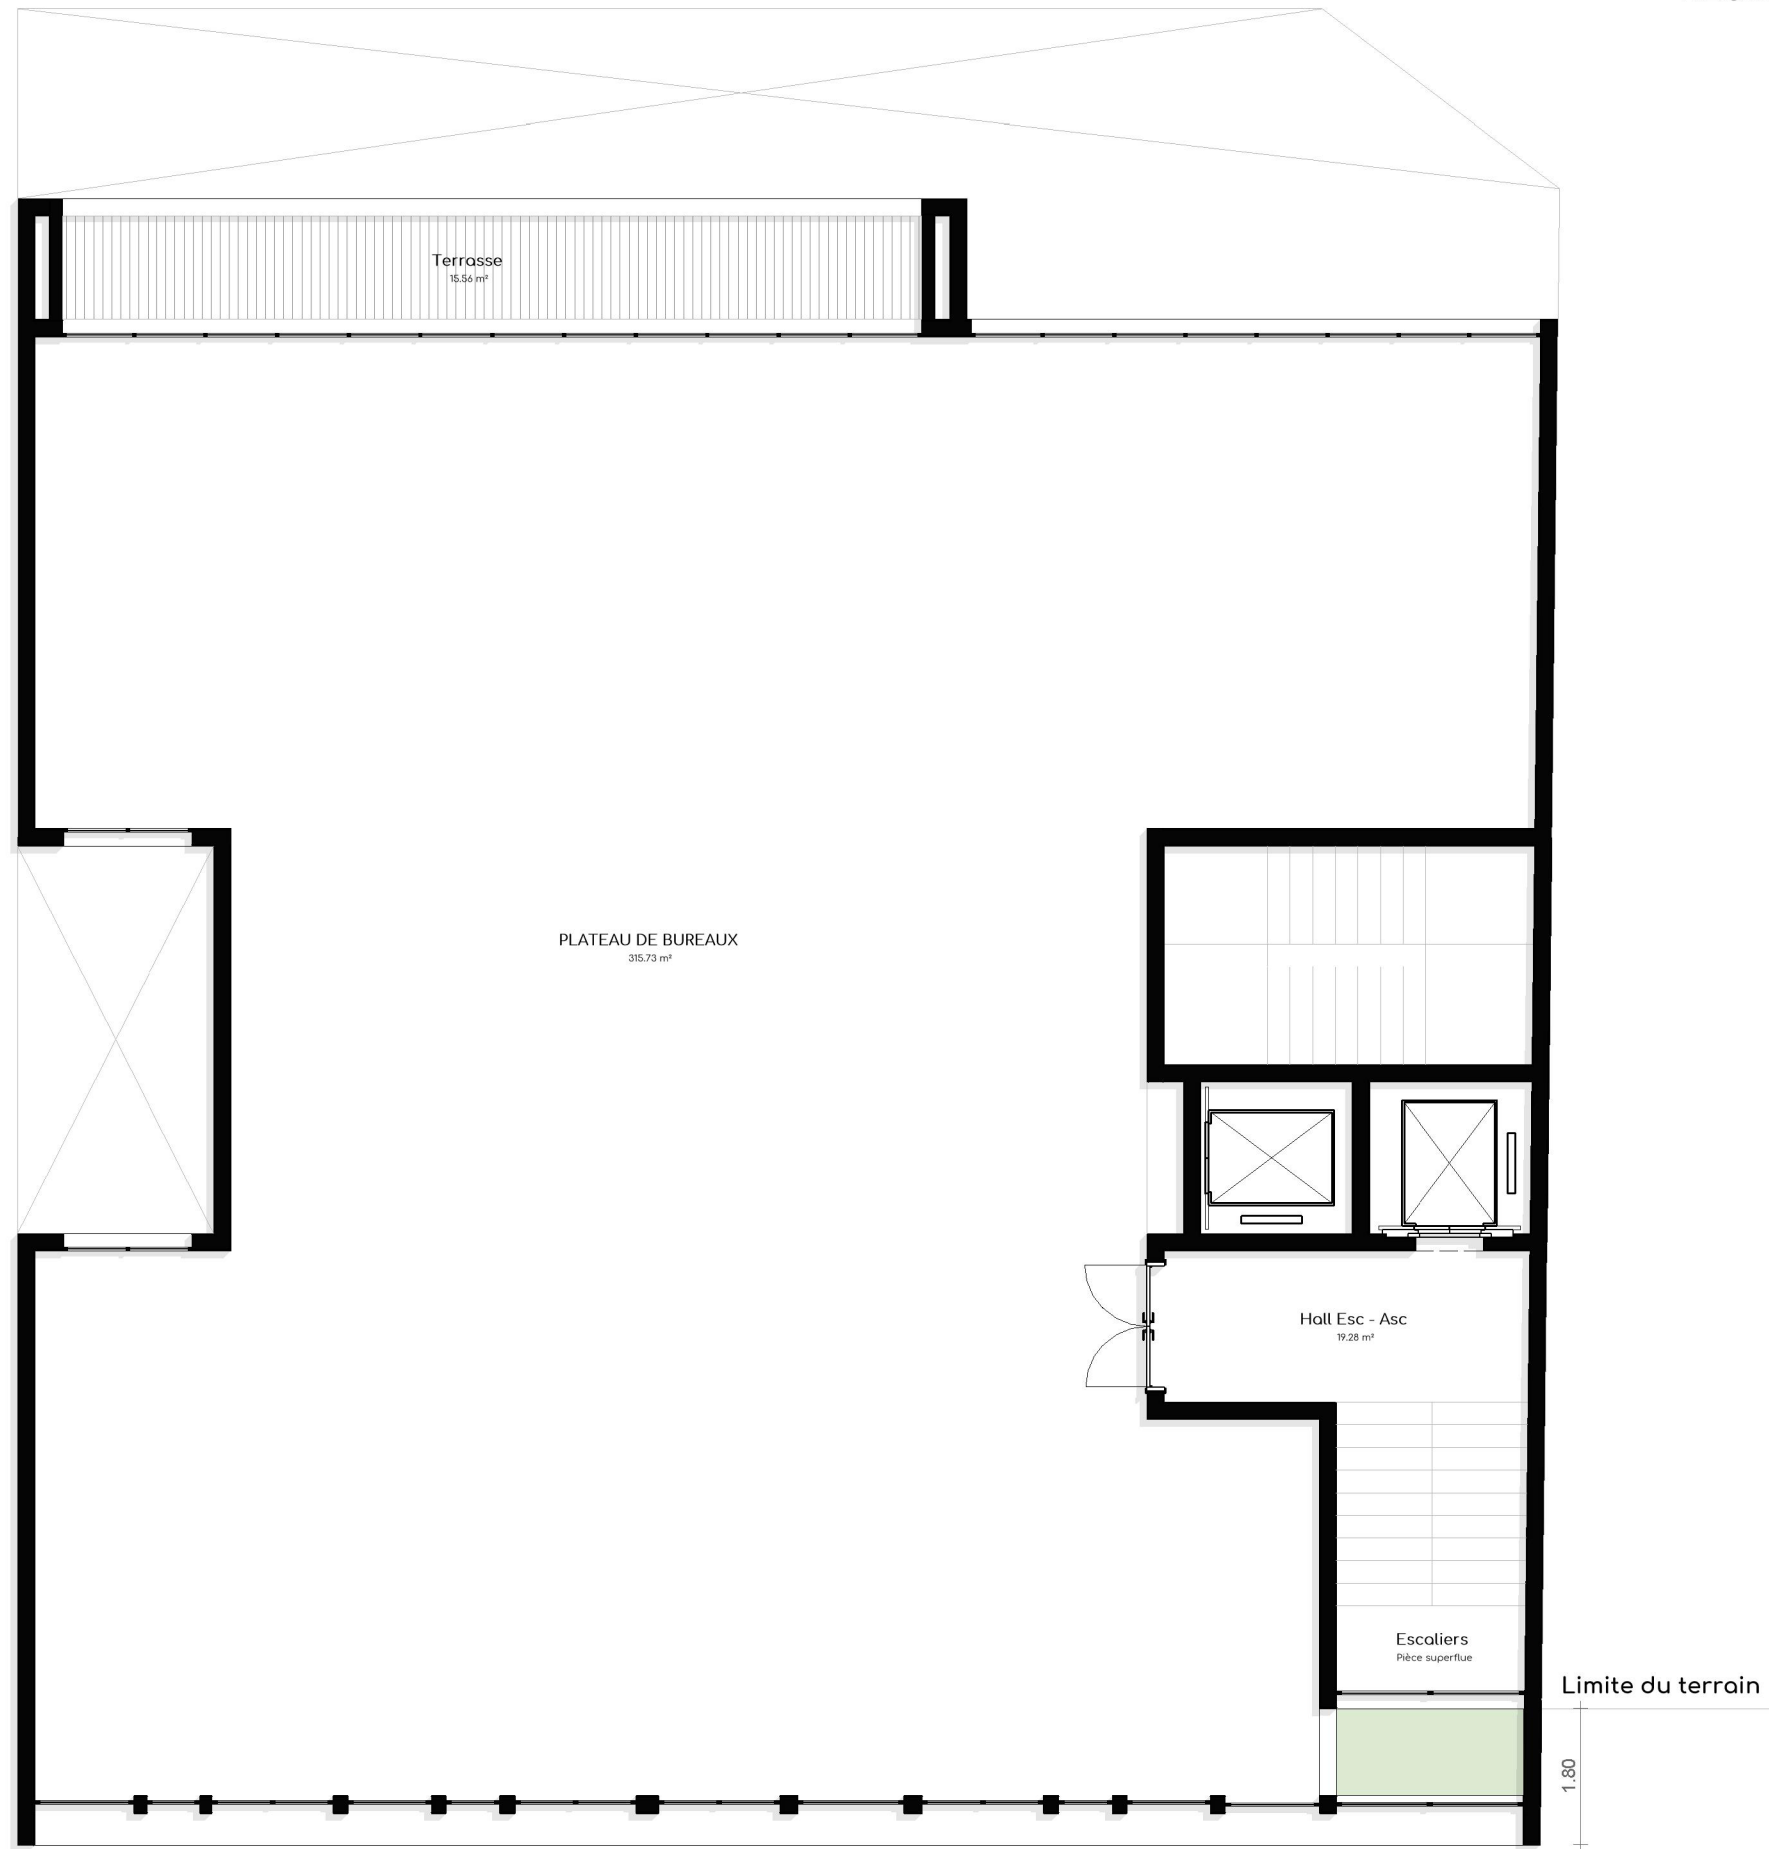 Terrasse
15.56 m²
PLATEAU DE BUREAUX
315.73 m²
Hall Esc - Asc
19.28 m²
Escaliers
Pièce superflue
Limite du terrain
1.80